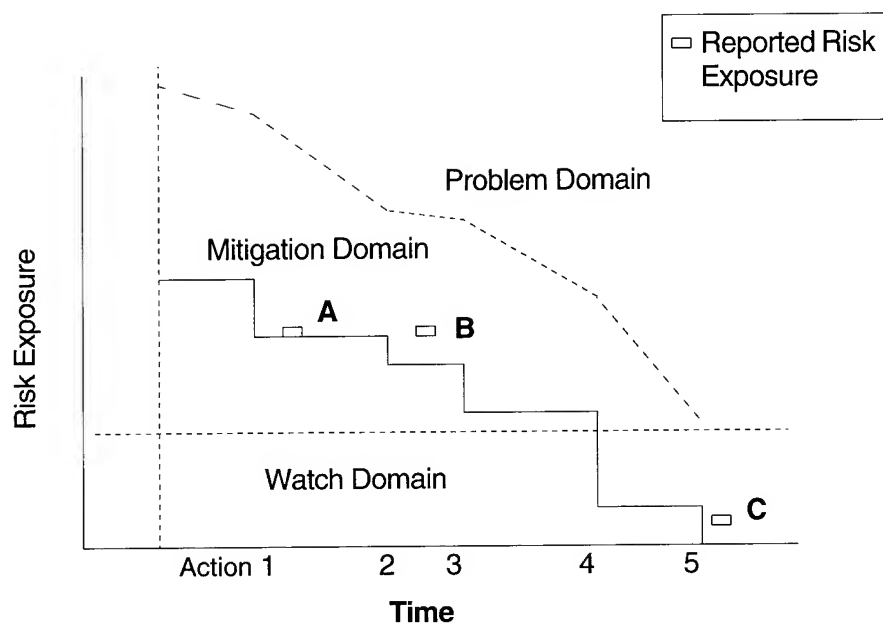 Reported Risk
Exposure
Problem Domain
Mitigation Domain
A
B
Risk Exposure
Watch Domain
C
Action 1 2 3 4 5
Time